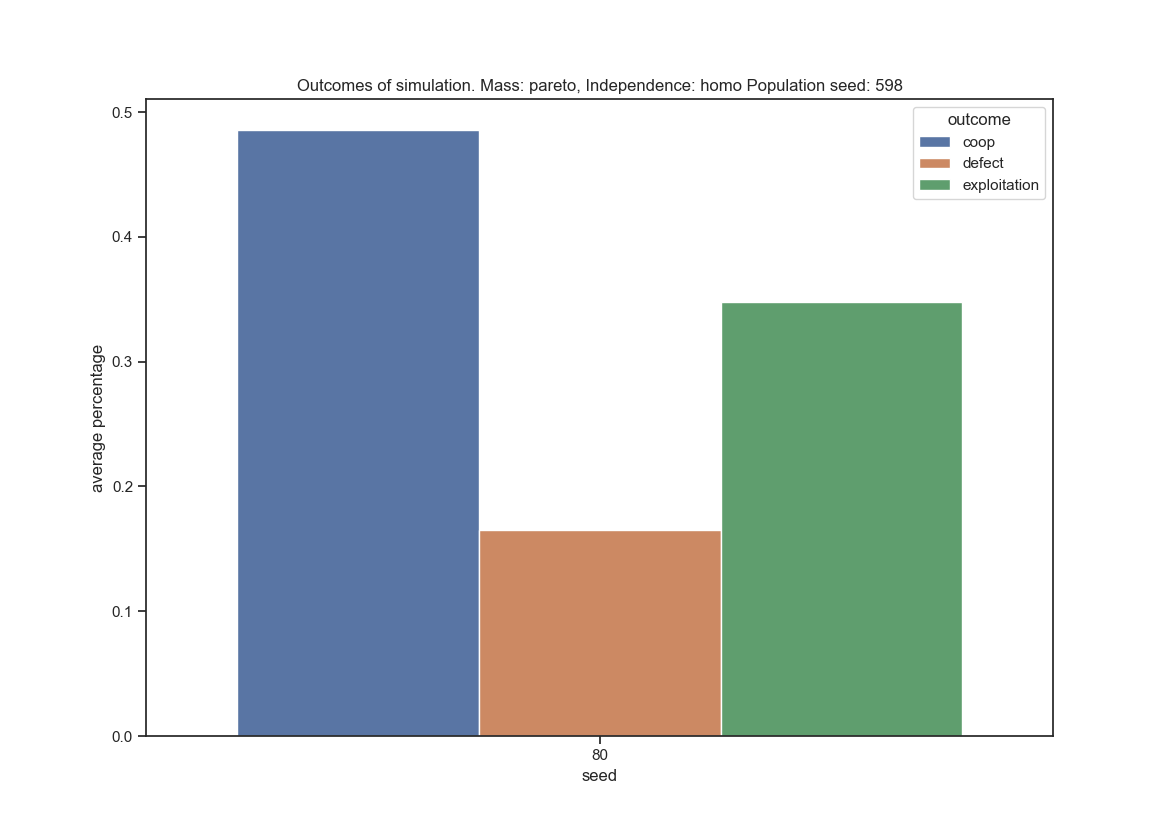 Outcomes of simulation. Mass: pareto, Independence: homo Population seed: 598
outcome
coop
defect
exploitation
average percentage
0.5
0.4
0.3
0.2
0.1
0.0
80
seed